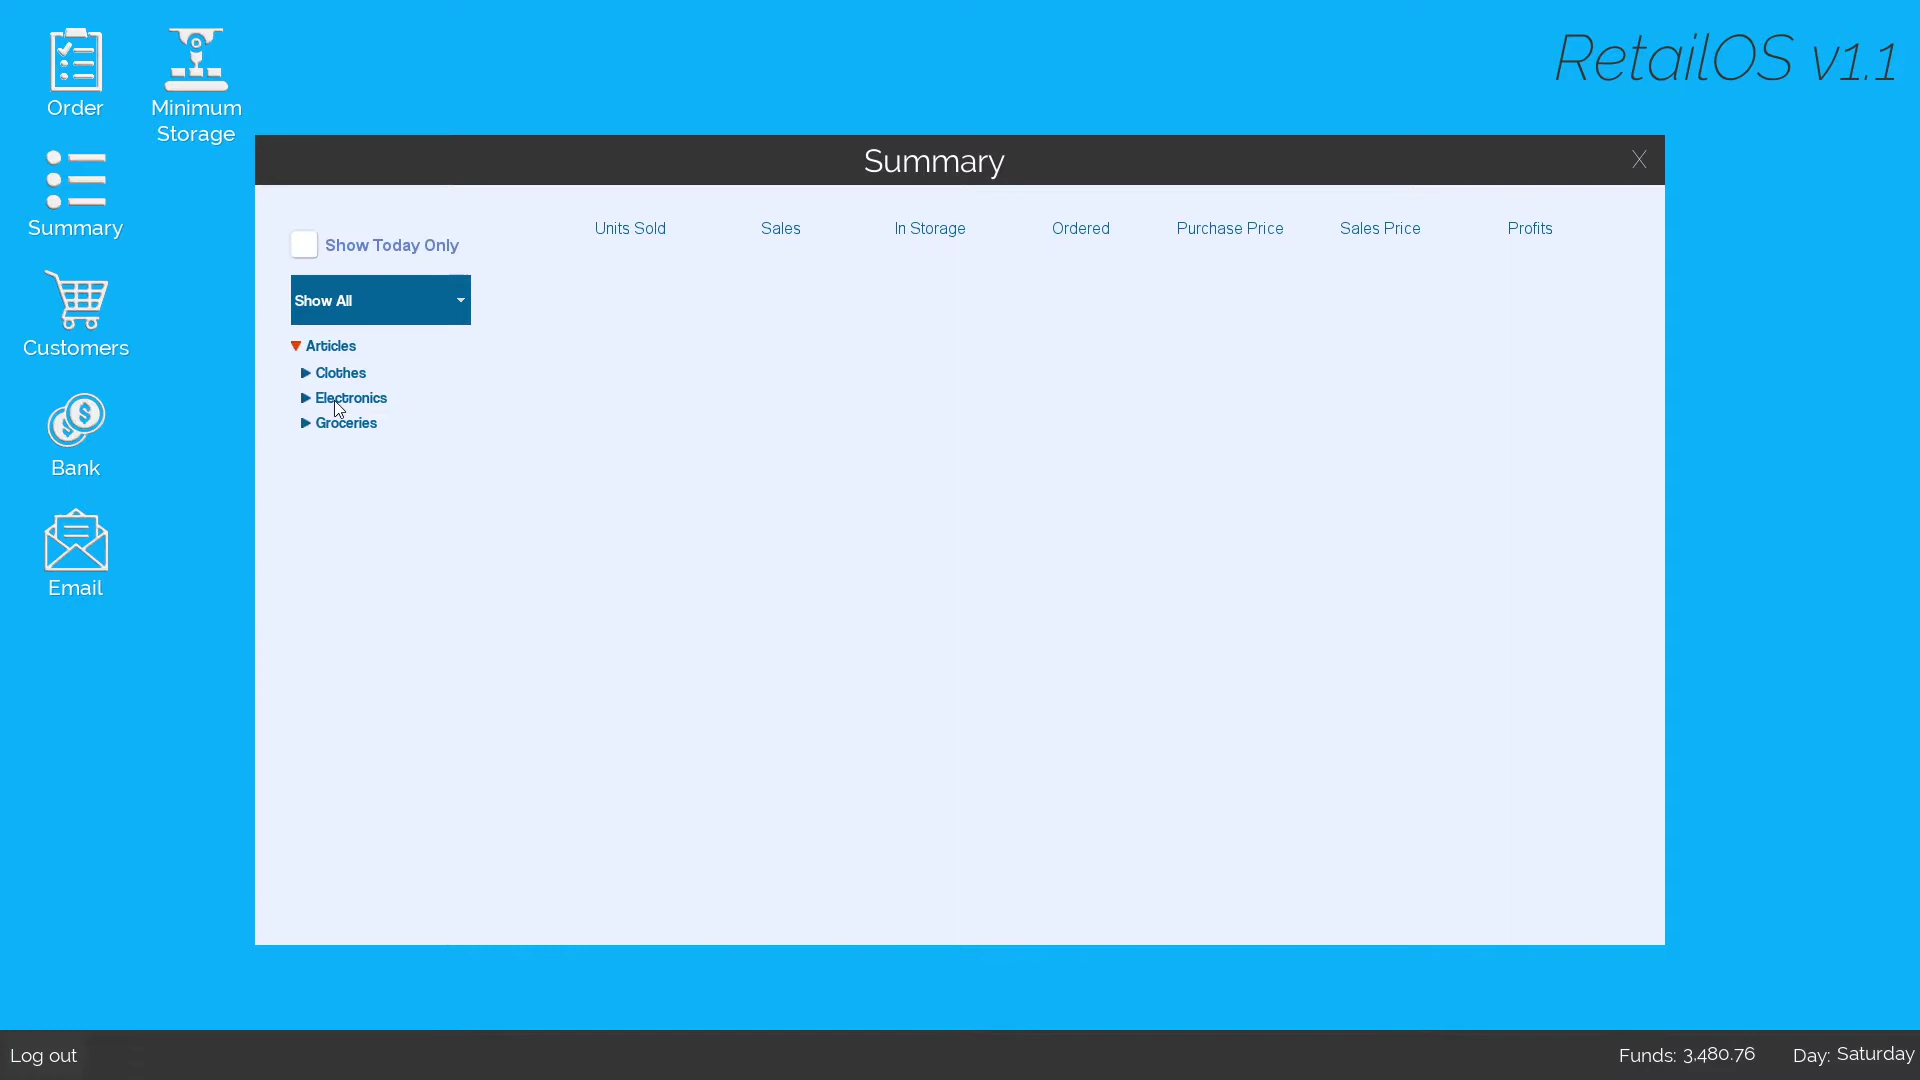 Order
Minimum
Storage
RetailOS v1.1
Summary
Customers
Bank
Email
Summary
X
Show Today Only
Show All
Articles
Clothes
Electronics
Groceries
Units Sold
Sales
In Storage
Ordered
Purchase Price
Sales Price
Profits
Log out
Funds: 3,480.76
Day: Saturday